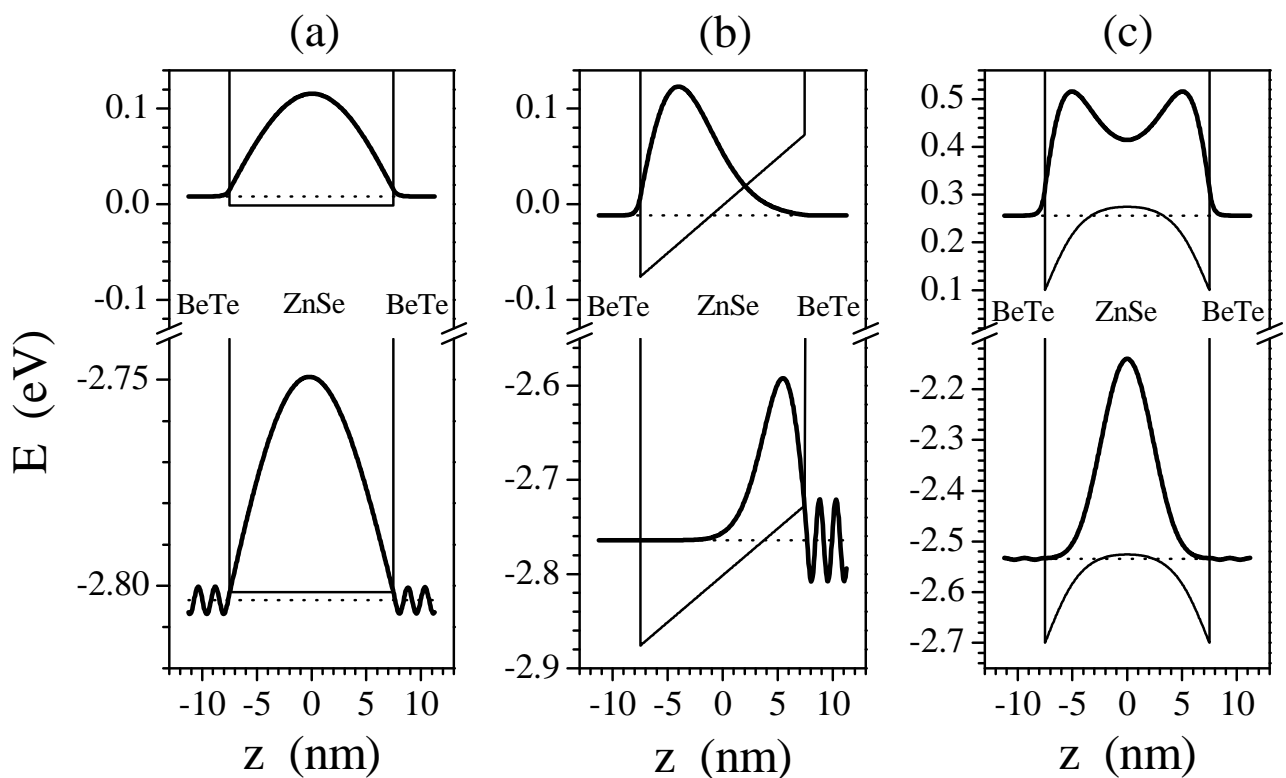 (a) (b) (c)
0.1
0.0
-0.1
BeTe ZnSe BeTe
-2.75
-2.80
-10 -5 0 5 10
z (nm)
0.1
0.0
-0.1
BeTe ZnSe BeTe
-2.6
-2.7
-2.8
-2.9
-10 -5 0 5 10
z (nm)
0.5
0.4
0.3
0.2
0.1
BeTe ZnSe BeTe
-2.2
-2.3
-2.4
-2.5
-2.6
-2.7
-10 -5 0 5 10
z (nm)
E (eV)